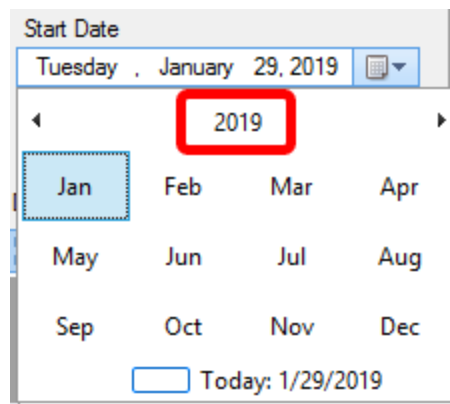 Start Date
Tuesday , January 29, 2019
2019
Jan Feb Mar Apr
May Jun Jul Aug
Sep Oct Nov Dec
Today: 1/29/2019